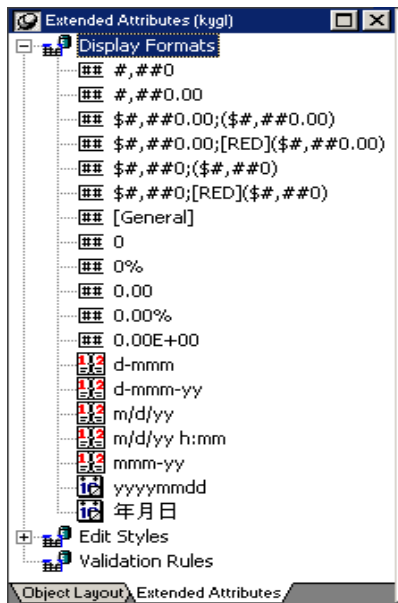 Extended Attributes (kygl)
Display Formats
#,##0
#,##0.00
$#,##0.00;($#,##0.00)
$#,##0.00;[RED]($#,##0.00)
$#,##0;($#,##0)
$#,##0;[RED]($#,##0)
[General]
0
0%
0.00
0.00%
0.00E+00
d-mmm
d-mmm-yy
m/d/yy
m/d/yy h:mm
mmm-yy
yyyymmdd
年月日
Edit Styles
Validation Rules
Object Layout Extended Attributes